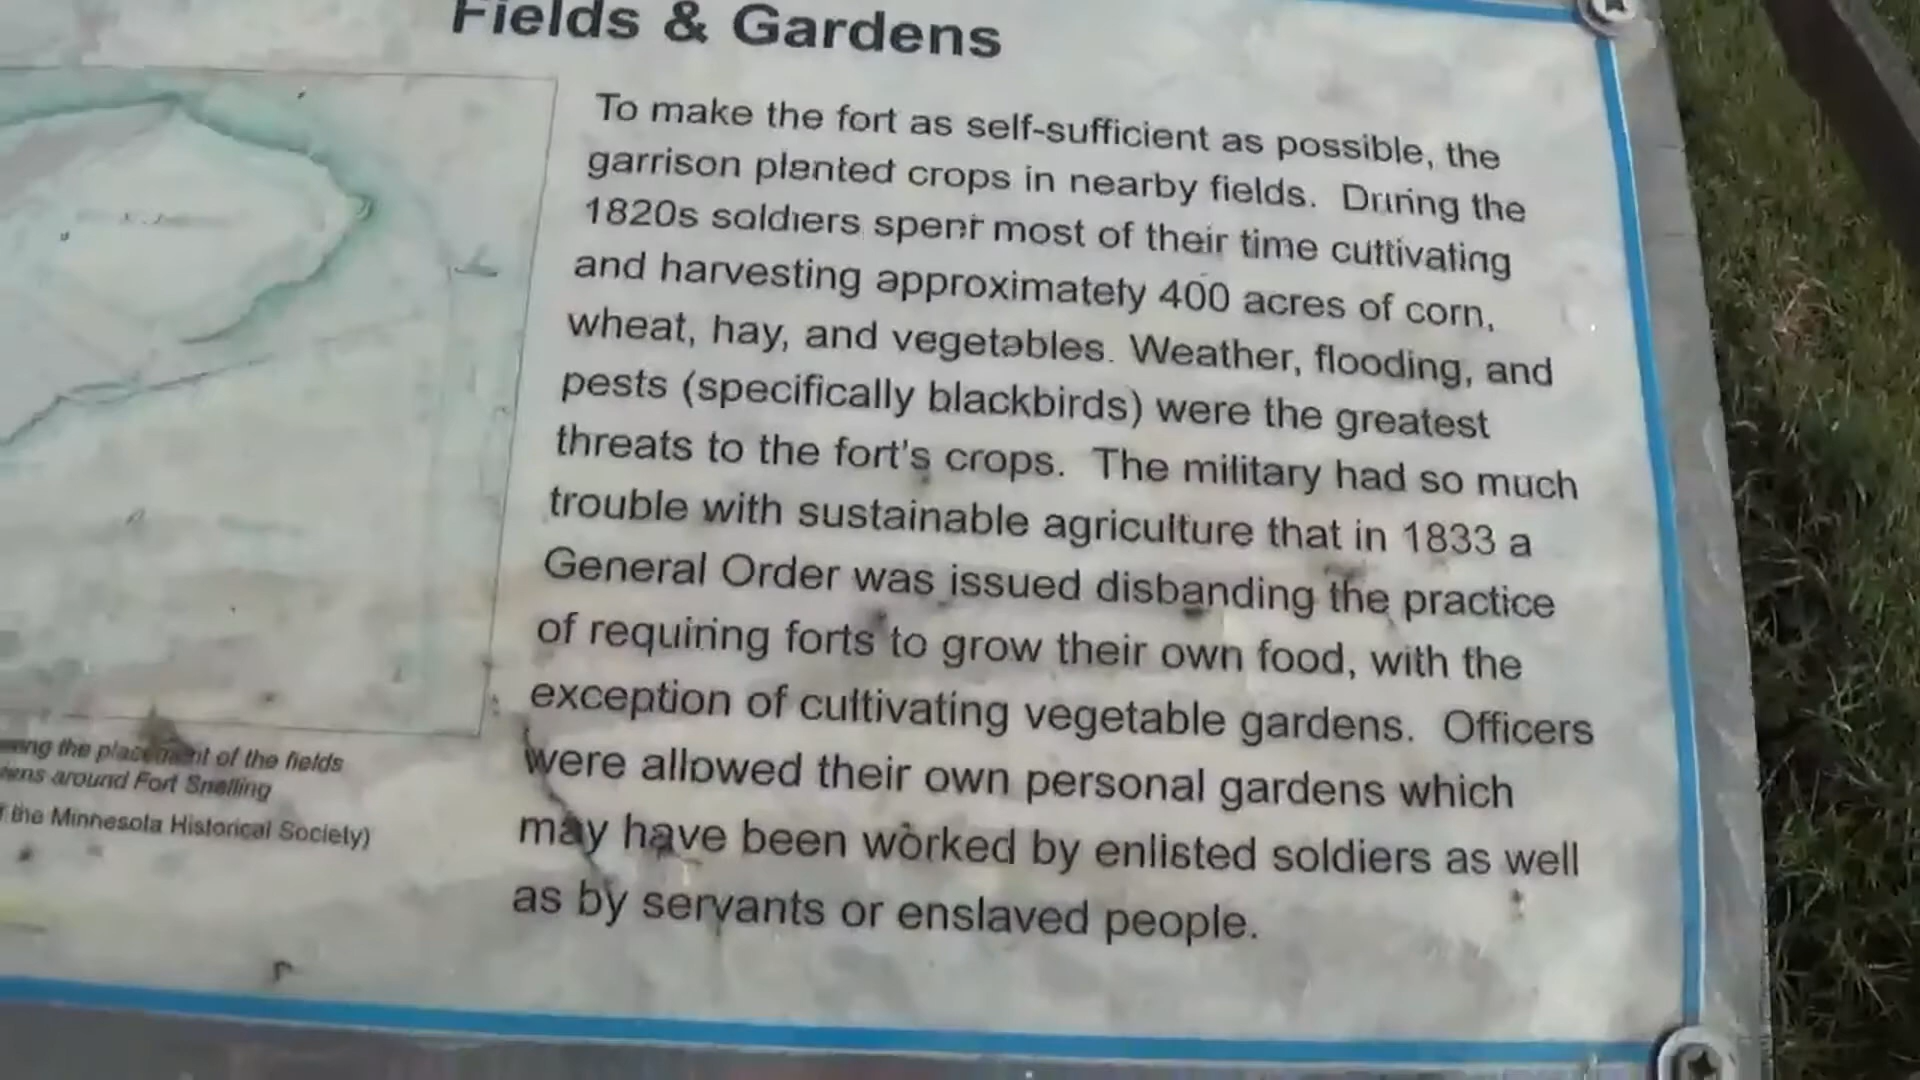 Fields & Gardens
To make the fort as self-sufficient as possible, the
garrison planted crops in nearby fields. During the
1820s soldiers spent most of their time cultivating
and harvesting approximately 400 acres of corn,
wheat, hay, and vegetables. Weather, flooding, and
pests (specifically blackbirds) were the greatest
threats to the fort's crops. The military had so much
trouble with sustainable agriculture that in 1833 a
General Order was issued disbanding the practice
of requiring forts to grow their own food, with the
exception of cultivating vegetable gardens. Officers
were allowed their own personal gardens which
may have been worked by enlisted soldiers as well
as by servants or enslaved people.
the placement of the fields
around Fort Snelling
the Minnesota Historical Society)